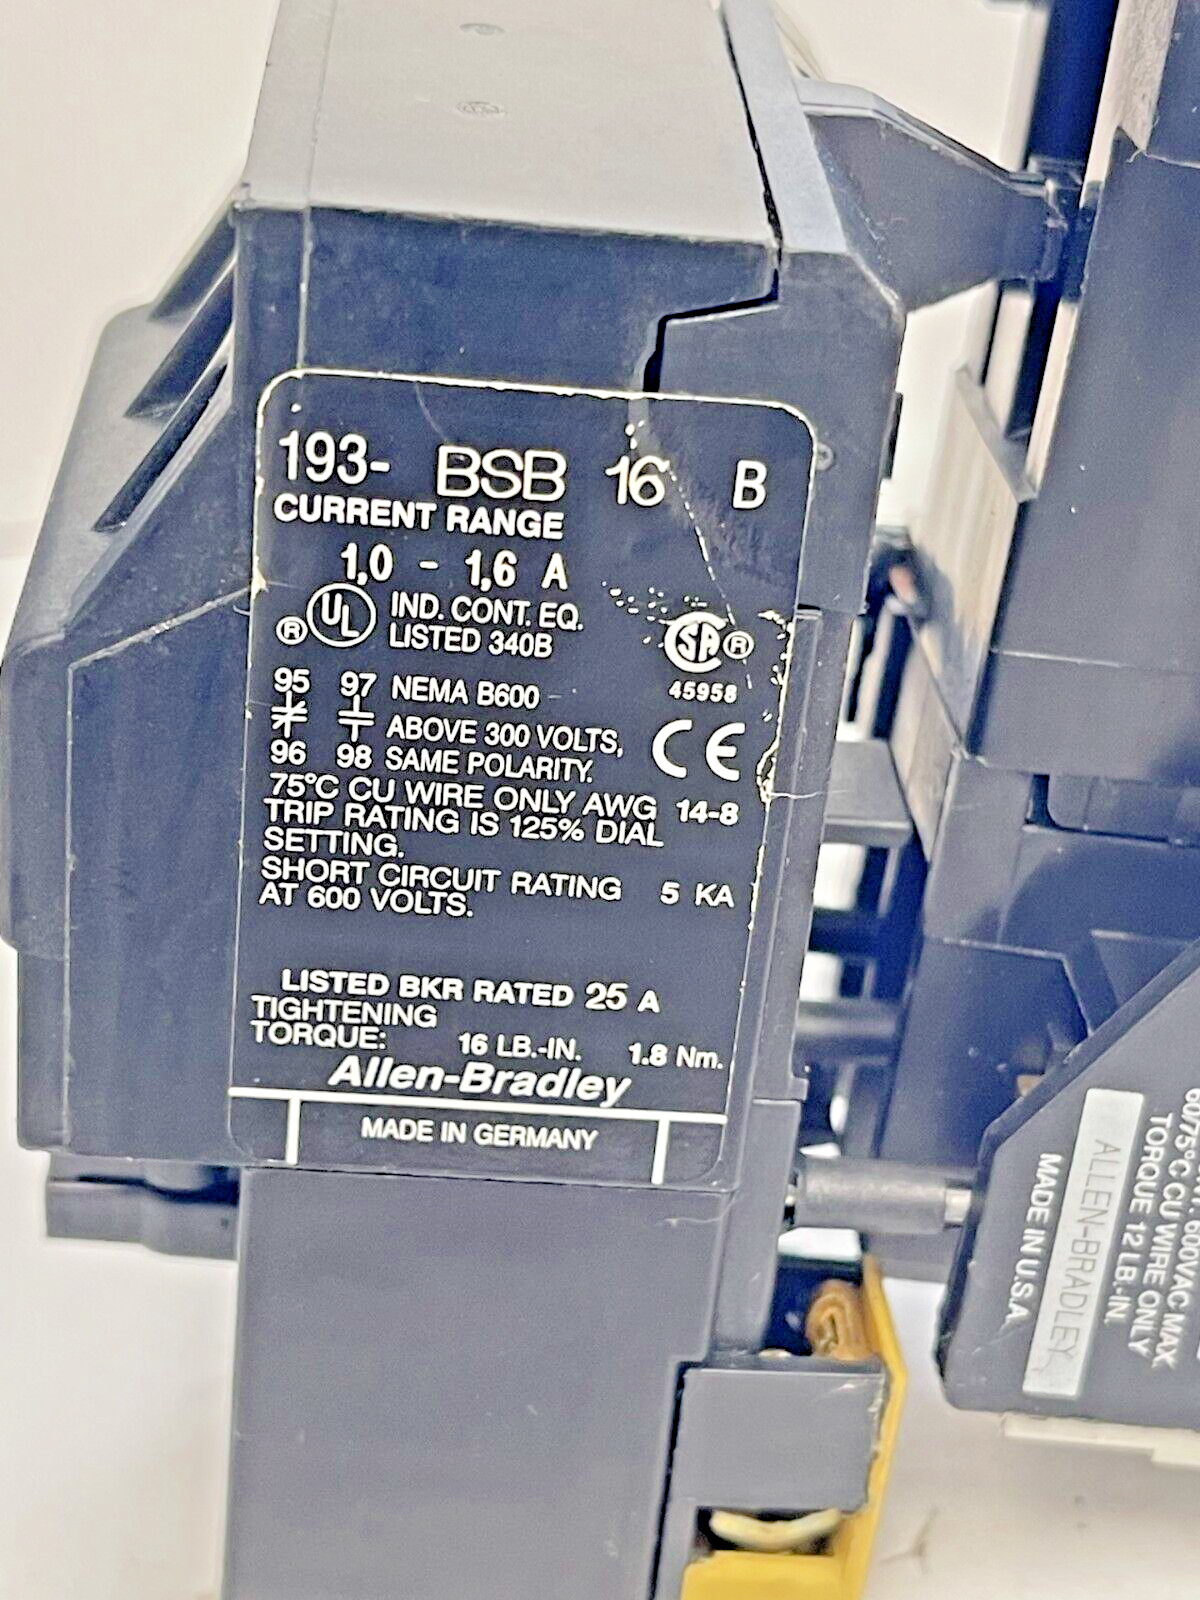 193- BSB 16 B
CURRENT RANGE
1,0 - 1,6 A
® UL IND. CONT. EQ.
LISTED 340B
SA ®
45958
95 97 NEMA B600
ABOVE 300 VOLTS,
96 98 SAME POLARITY.
CE
75°C CU WIRE ONLY AWG 14-8
TRIP RATING IS 125% DIAL
SETTING.
SHORT CIRCUIT RATING 5 KA
AT 600 VOLTS.
LISTED BKR RATED 25 A
TIGHTENING
TORQUE: 16 LB.-IN. 1.8 Nm.
Allen-Bradley
MADE IN GERMANY
600VAC MAX
60/75°C CU WIRE ONLY
TORQUE 12 LB.-IN.
ALLEN-BRADLEY
MADE IN U.S.A.